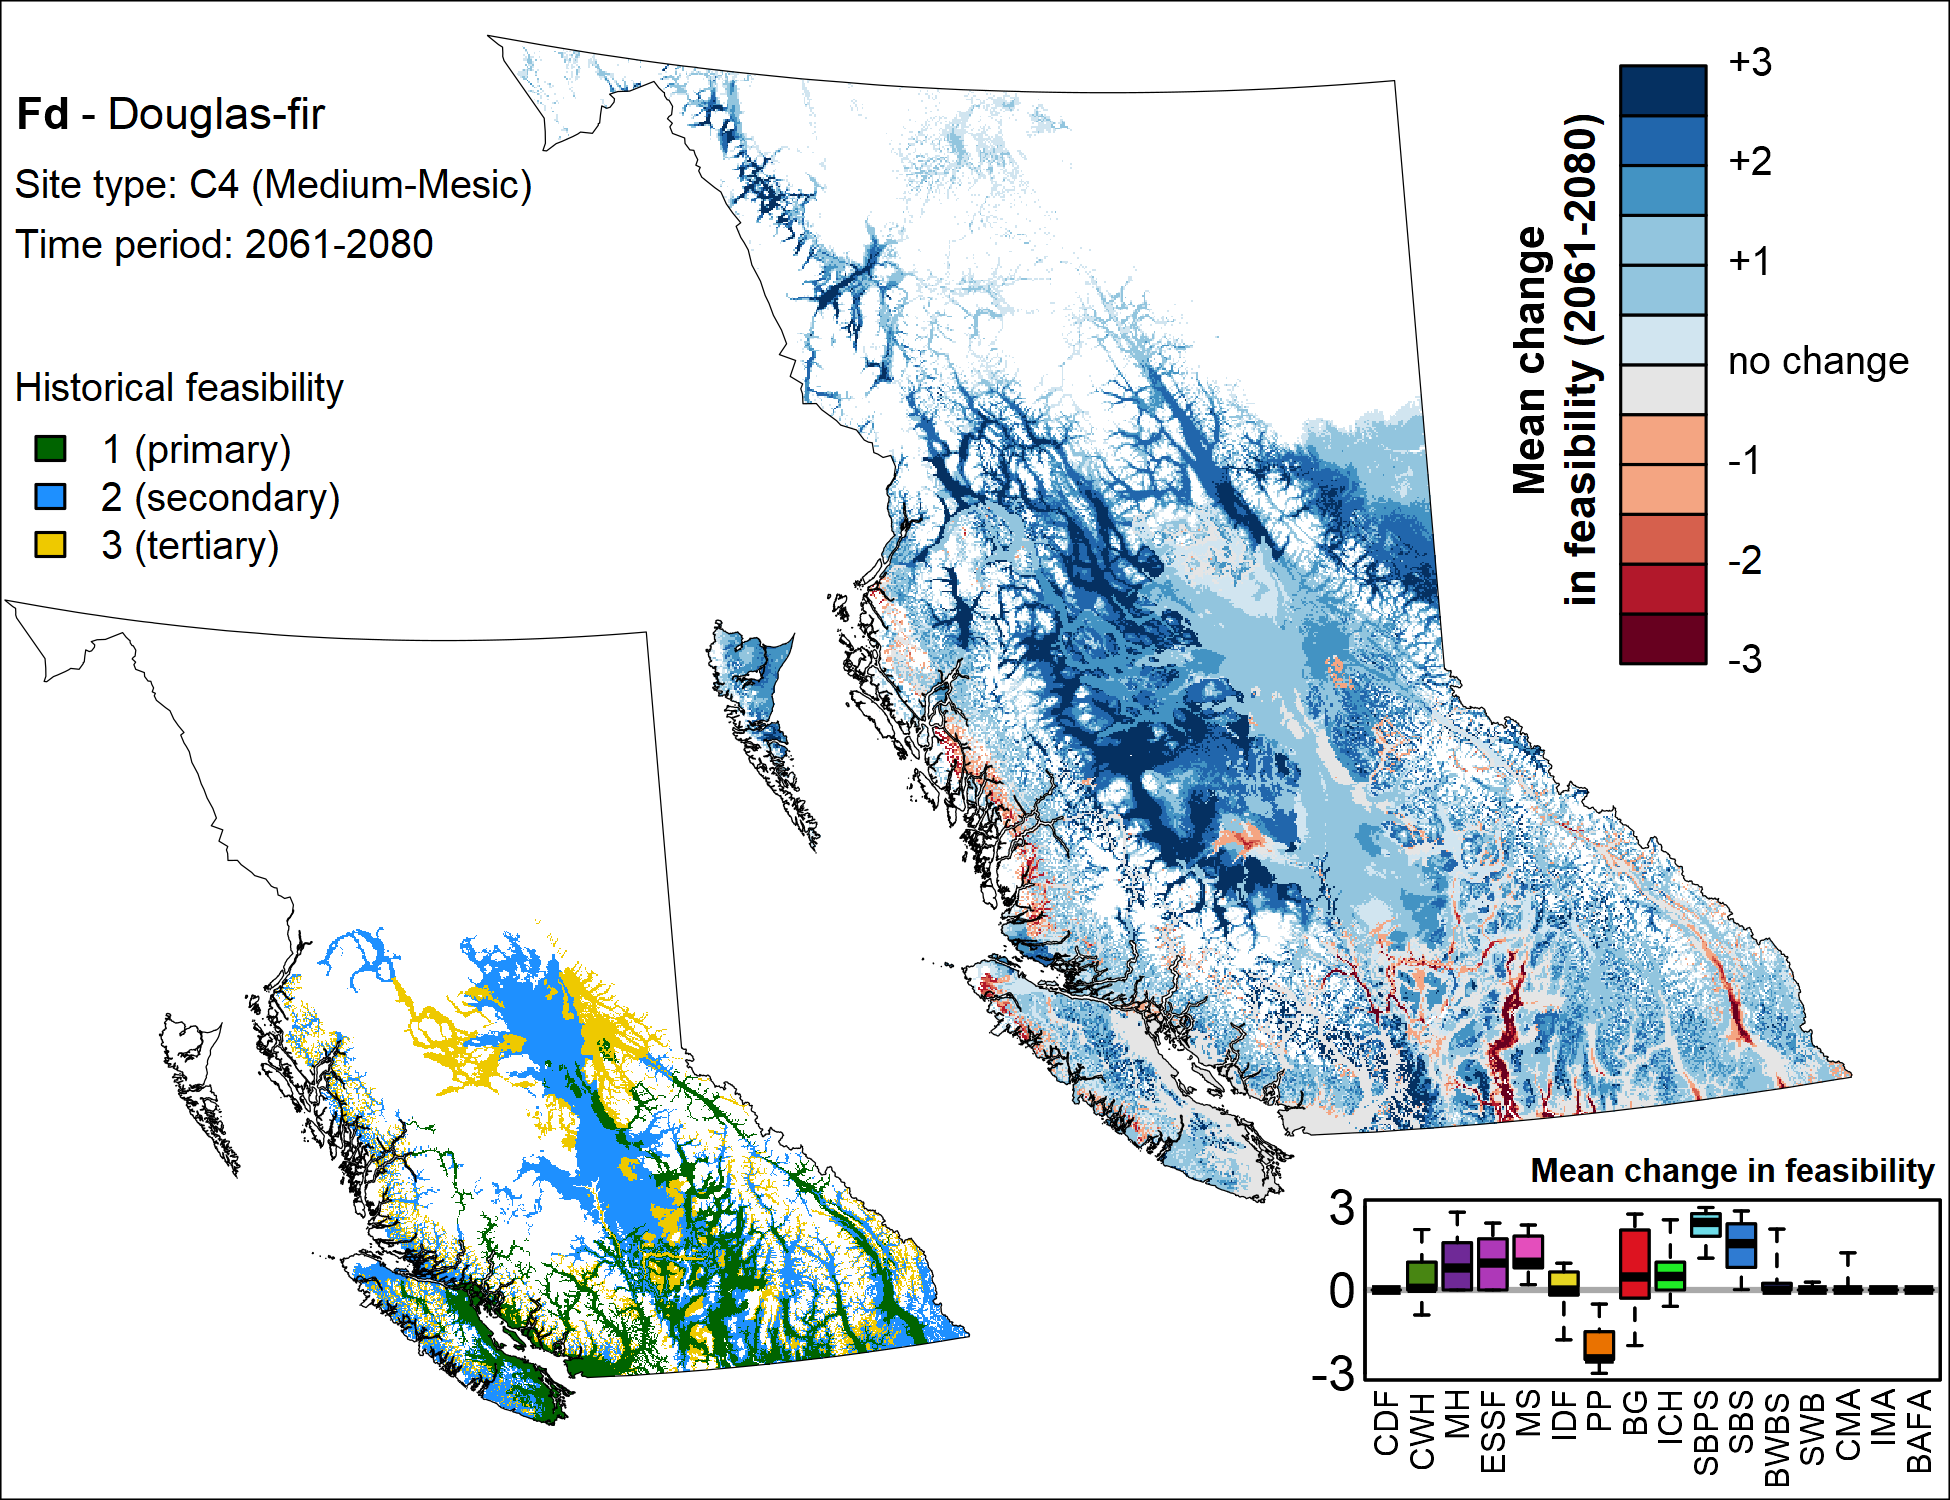 Fd - Douglas-fir
Site type: C4 (Medium-Mesic)
Time period: 2061-2080
Historical feasibility
1 (primary)
2 (secondary)
3 (tertiary)
Mean change
in feasibility (2061-2080)
+3
+2
+1
no change
-1
-2
-3
Mean change in feasibility
3
0
-3
CDF
CWH
MH
ESSF
MS
IDF
PP
BG
ICH
SBPS
SBS
BWBS
SWB
CMA
IMA
BAFA